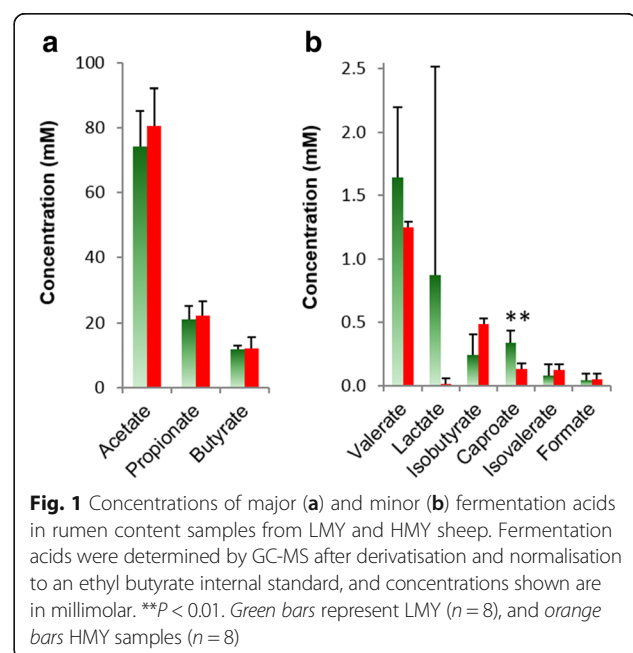 a
b
100
80
60
40
20
0
Concentration (mM)
Acetate
Propionate
Butyrate
2.5
2.0
1.5
1.0
0.5
0.0
Concentration (mM)
**
Valerate
Lactate
Isobutyrate
Caproate
Isovalerate
Formate
Fig. 1 Concentrations of major (a) and minor (b) fermentation acids
in rumen content samples from LMY and HMY sheep. Fermentation
acids were determined by GC-MS after derivatisation and normalisation
to an ethyl butyrate internal standard, and concentrations shown are
in millimolar. **P < 0.01. Green bars represent LMY (n = 8), and orange
bars HMY samples (n = 8)